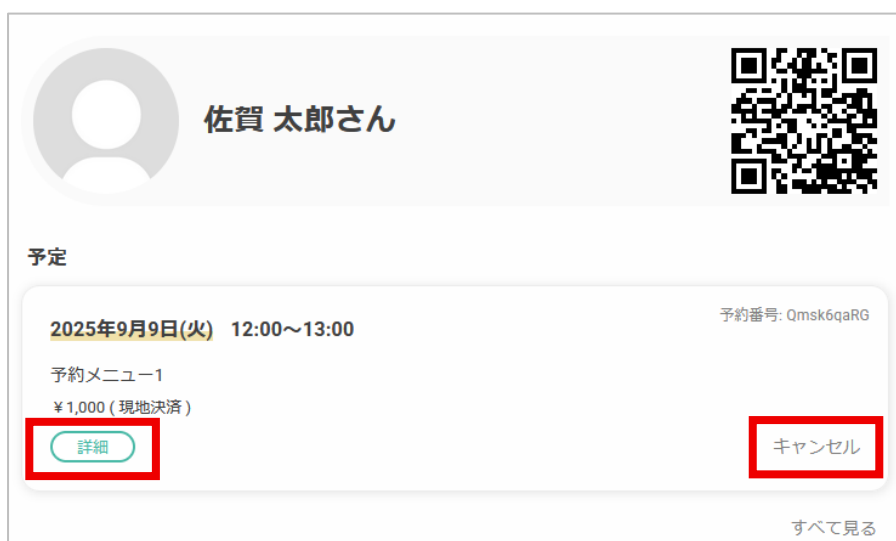 佐賀 太郎さん
予定
2025年9月9日(火) 12:00～13:00
予約番号: Qmsk6qaRG
予約メニュー1
¥1,000 ( 現地決済 )
詳細
キャンセル
すべて見る